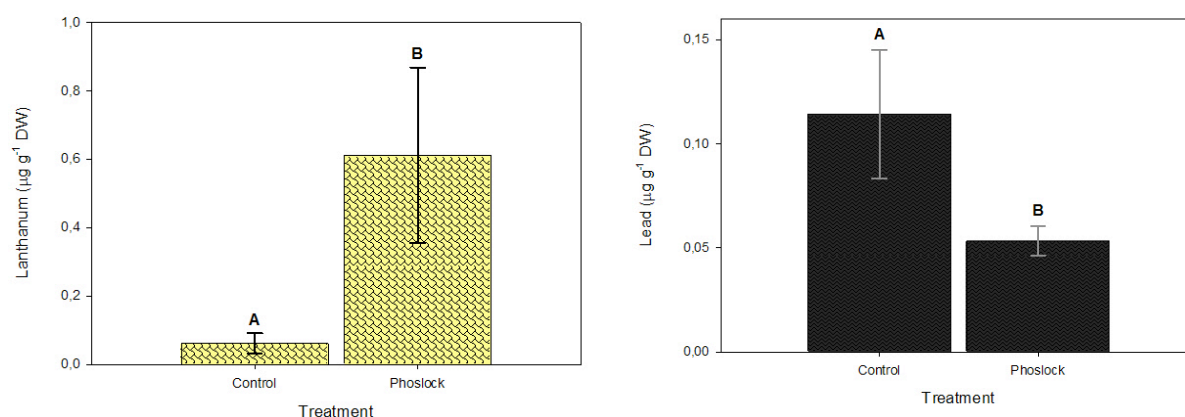 1,0
0,8
0,6
0,4
0,2
0,0
Lanthanum (µg g⁻¹ DW)
A
B
Control
Phoslock
Treatment
0,15
0,10
0,05
0,00
Lead (µg g⁻¹ DW)
A
B
Control
Phoslock
Treatment